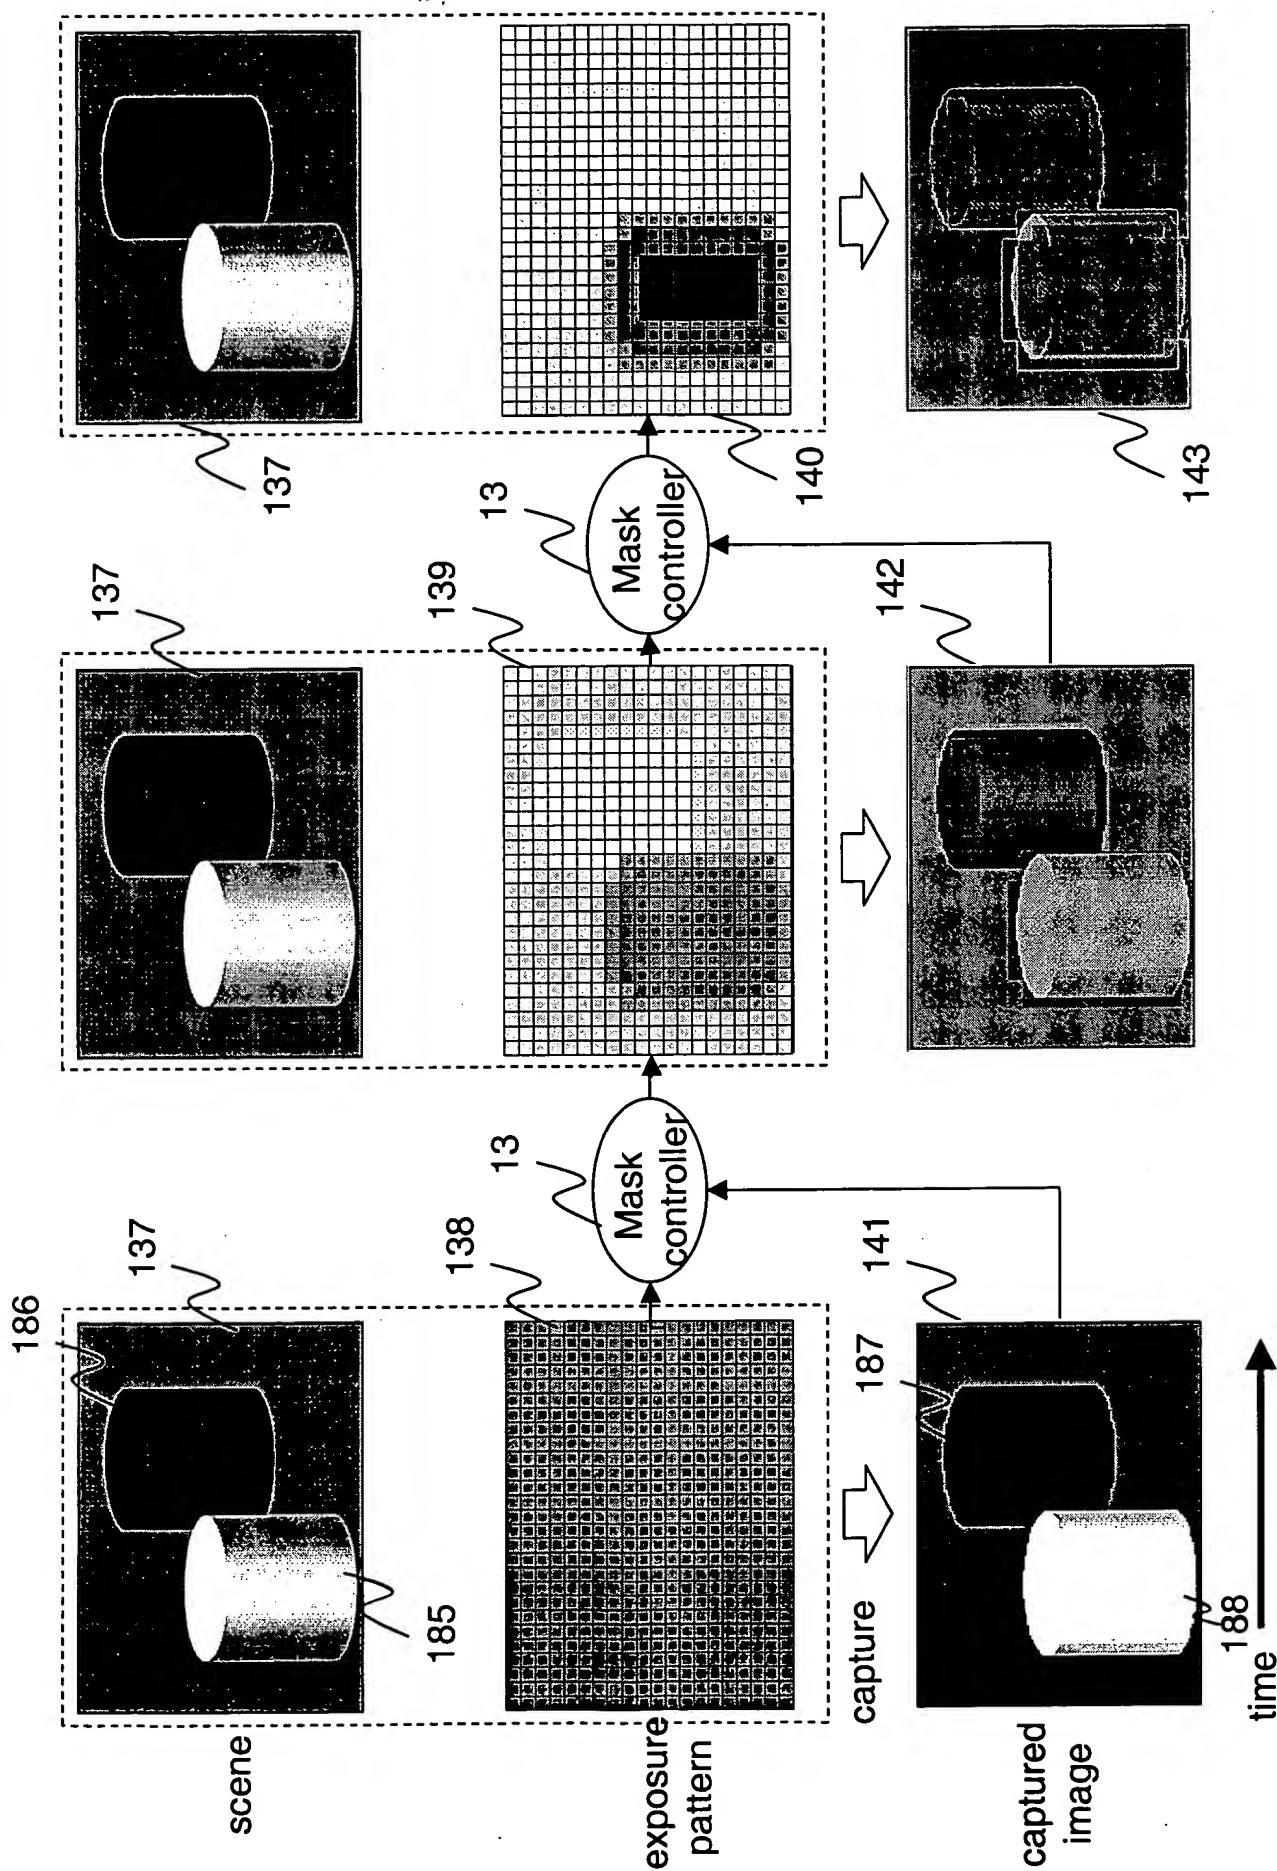 186
137
137
137
scene
185
138
13
Mask
controller
139
13
Mask
controller
140
exposure
pattern
capture
187
141
142
143
captured
image
188
time